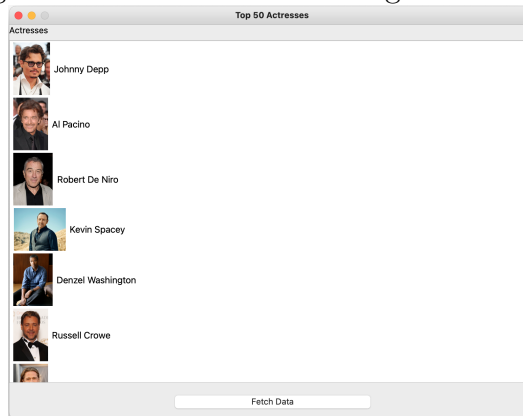 Top 50 Actresses
Actresses
Johnny Depp
Al Pacino
Robert De Niro
Kevin Spacey
Denzel Washington
Russell Crowe
Fetch Data